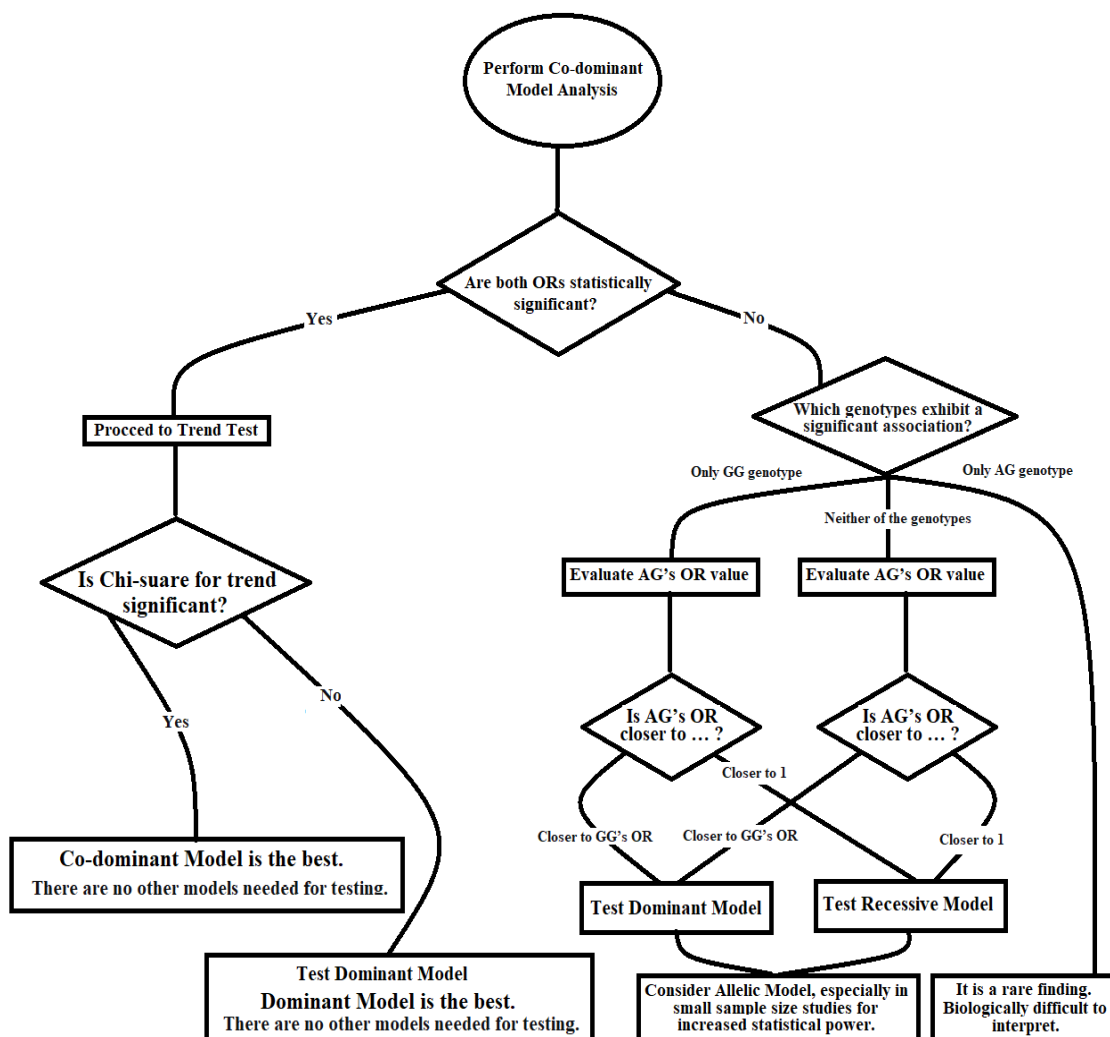 Perform Co-dominant
Model Analysis
Are both ORs statistically
significant?
Yes
No
Procced to Trend Test
Which genotypes exhibit a
significant association?
Only GG genotype
Only AG genotype
Neither of the genotypes
Is Chi-suare for trend
significant?
Evaluate AG's OR value
Evaluate AG's OR value
Yes
No
Is AG's OR
closer to ... ?
Is AG's OR
closer to ... ?
Closer to 1
Closer to GG's OR
Closer to GG's OR
Closer to 1
Co-dominant Model is the best.
There are no other models needed for testing.
Test Dominant Model
Test Recessive Model
Test Dominant Model
Dominant Model is the best.
There are no other models needed for testing.
Consider Allelic Model, especially in
small sample size studies for
increased statistical power.
It is a rare finding.
Biologically difficult to
interpret.